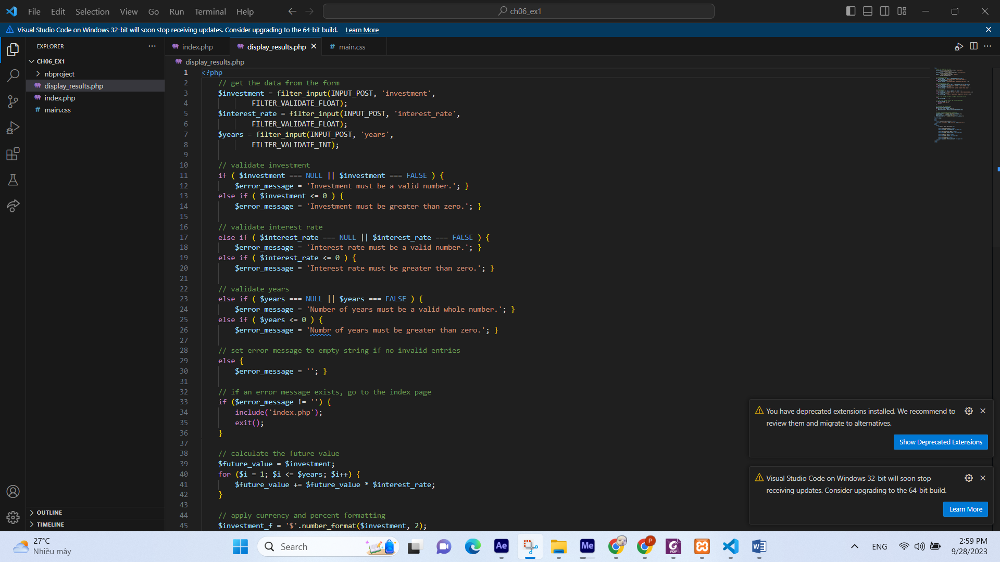 File Edit Selection View Go Run Terminal Help
ch06_ex1
Visual Studio Code on Windows 32-bit will soon stop receiving updates. Consider upgrading to the 64-bit build. Learn More
EXPLORER
CH06_EX1
nbproject
display_results.php
index.php
main.css
OUTLINE
TIMELINE
index.php display_results.php # main.css
display_results.php
1 <?php
2 // get the data from the form
3 $investment = filter_input(INPUT_POST, 'investment',
4 FILTER_VALIDATE_FLOAT);
5 $interest_rate = filter_input(INPUT_POST, 'interest_rate',
6 FILTER_VALIDATE_FLOAT);
7 $years = filter_input(INPUT_POST, 'years',
8 FILTER_VALIDATE_INT);
9
10 // validate investment
11 if ( $investment === NULL || $investment === FALSE ) {
12 $error_message = 'Investment must be a valid number.'; }
13 else if ( $investment <= 0 ) {
14 $error_message = 'Investment must be greater than zero.'; }
15
16 // validate interest rate
17 else if ( $interest_rate === NULL || $interest_rate === FALSE ) {
18 $error_message = 'Interest rate must be a valid number.'; }
19 else if ( $interest_rate <= 0 ) {
20 $error_message = 'Interest rate must be greater than zero.'; }
21
22 // validate years
23 else if ( $years === NULL || $years === FALSE ) {
24 $error_message = 'Number of years must be a valid whole number.'; }
25 else if ( $years <= 0 ) {
26 $error_message = 'Numbr of years must be greater than zero.'; }
27
28 // set error message to empty string if no invalid entries
29 else {
30 $error_message = ''; }
31
32 // if an error message exists, go to the index page
33 if ($error_message != '') {
34 include('index.php');
35 exit();
36 }
37
38 // calculate the future value
39 $future_value = $investment;
40 for ($i = 1; $i <= $years; $i++) {
41 $future_value += $future_value * $interest_rate;
42 }
43
44 // apply currency and percent formatting
45 $investment_f = '$'.number_format($investment, 2);
You have deprecated extensions installed. We recommend to
review them and migrate to alternatives.
Show Deprecated Extensions
Visual Studio Code on Windows 32-bit will soon stop
receiving updates. Consider upgrading to the 64-bit build.
Learn More
27°C
Nhiều mây
Search
Ae
Me
P
PDF
ENG
2:59 PM
9/28/2023